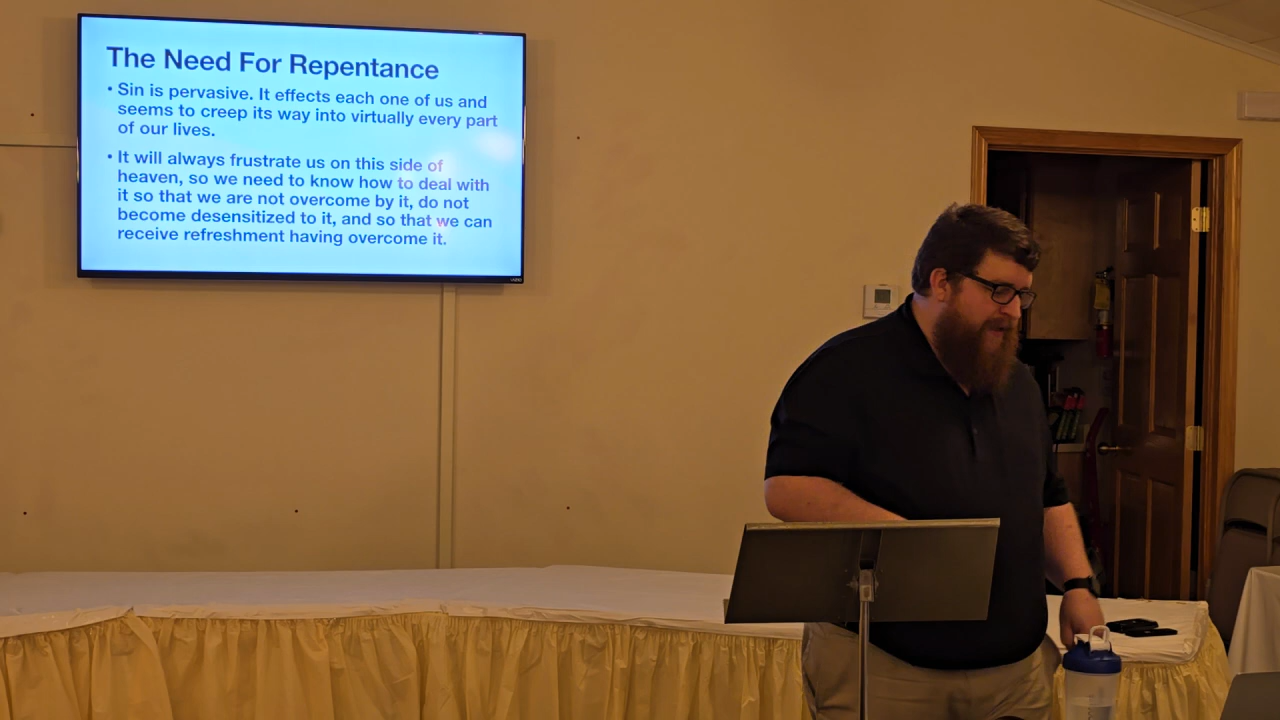 The Need For Repentance
• Sin is pervasive. It effects each one of us and
seems to creep its way into virtually every part
of our lives.
• It will always frustrate us on this side of
heaven, so we need to know how to deal with
it so that we are not overcome by it, do not
become desensitized to it, and so that we can
receive refreshment having overcome it.
VIZIO